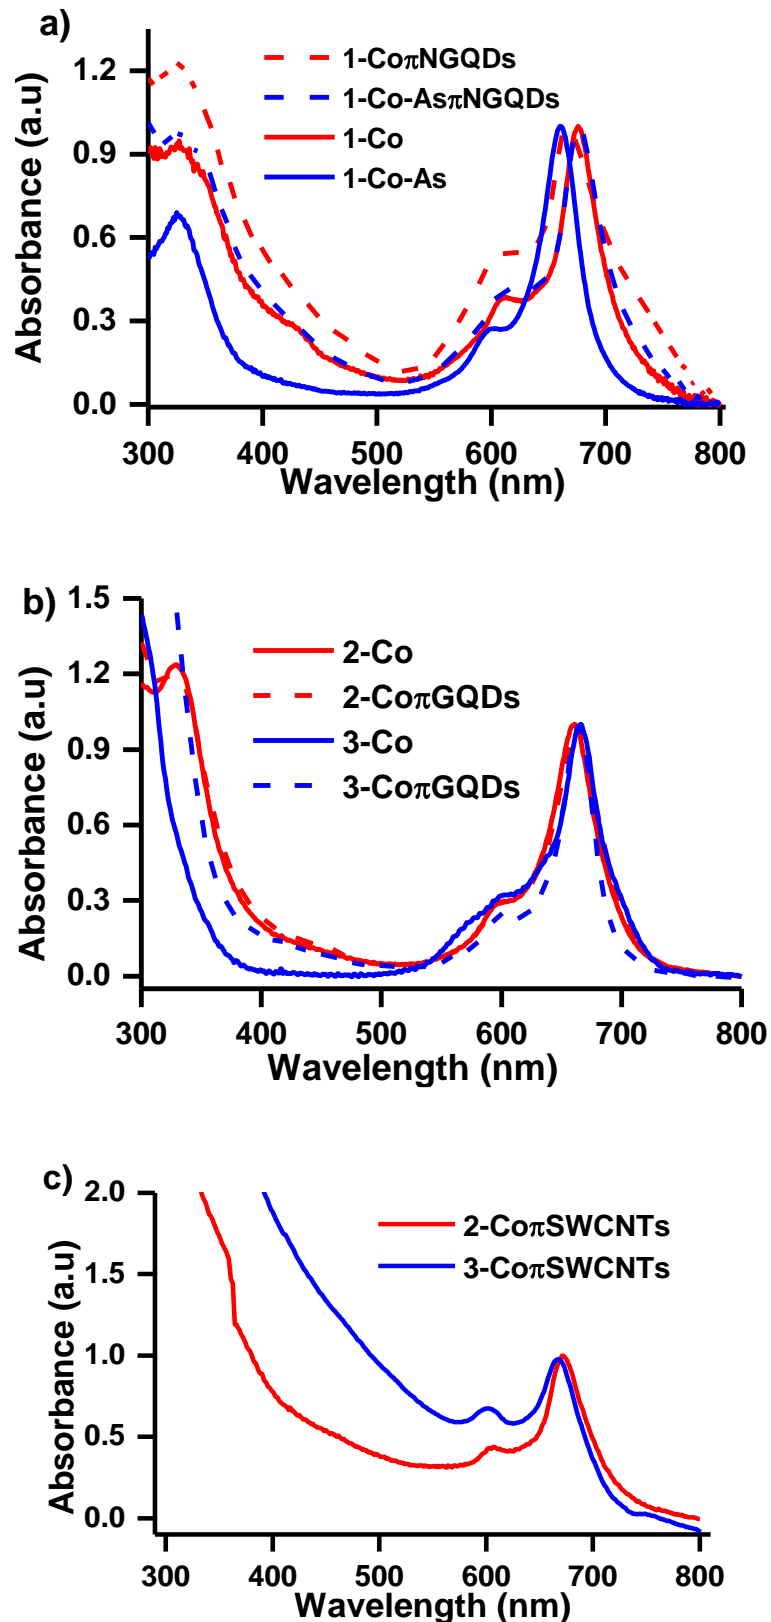 a)
1-CoπNGQDs
1-Co-AsπNGQDs
1-Co
1-Co-As
1.2
0.9
0.6
0.3
0.0
Absorbance (a.u)
300 400 500 600 700 800
Wavelength (nm)
b)
2-Co
2-CoπGQDs
3-Co
3-CoπGQDs
1.5
1.2
0.9
0.6
0.3
0.0
Absorbance (a.u)
300 400 500 600 700 800
Wavelength (nm)
c)
2-CoπSWCNTs
3-CoπSWCNTs
2.0
1.5
1.0
0.5
0.0
Absorbance (a.u)
300 400 500 600 700 800
Wavelength (nm)